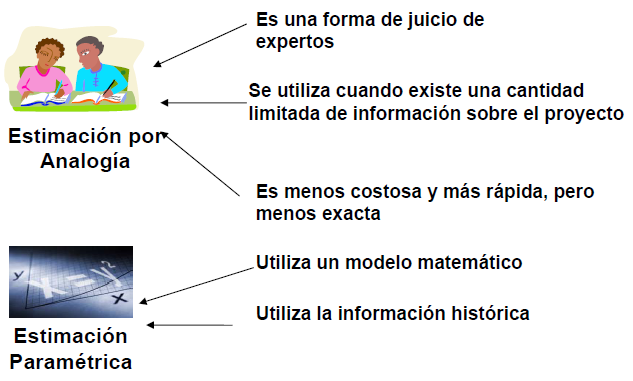 Es una forma de juicio de
expertos
Se utiliza cuando existe una cantidad
limitada de información sobre el proyecto
Estimación por
Analogía
Es menos costosa y más rápida, pero
menos exacta
Utiliza un modelo matemático
y x=y2
x
Utiliza la información histórica
Estimación
Paramétrica